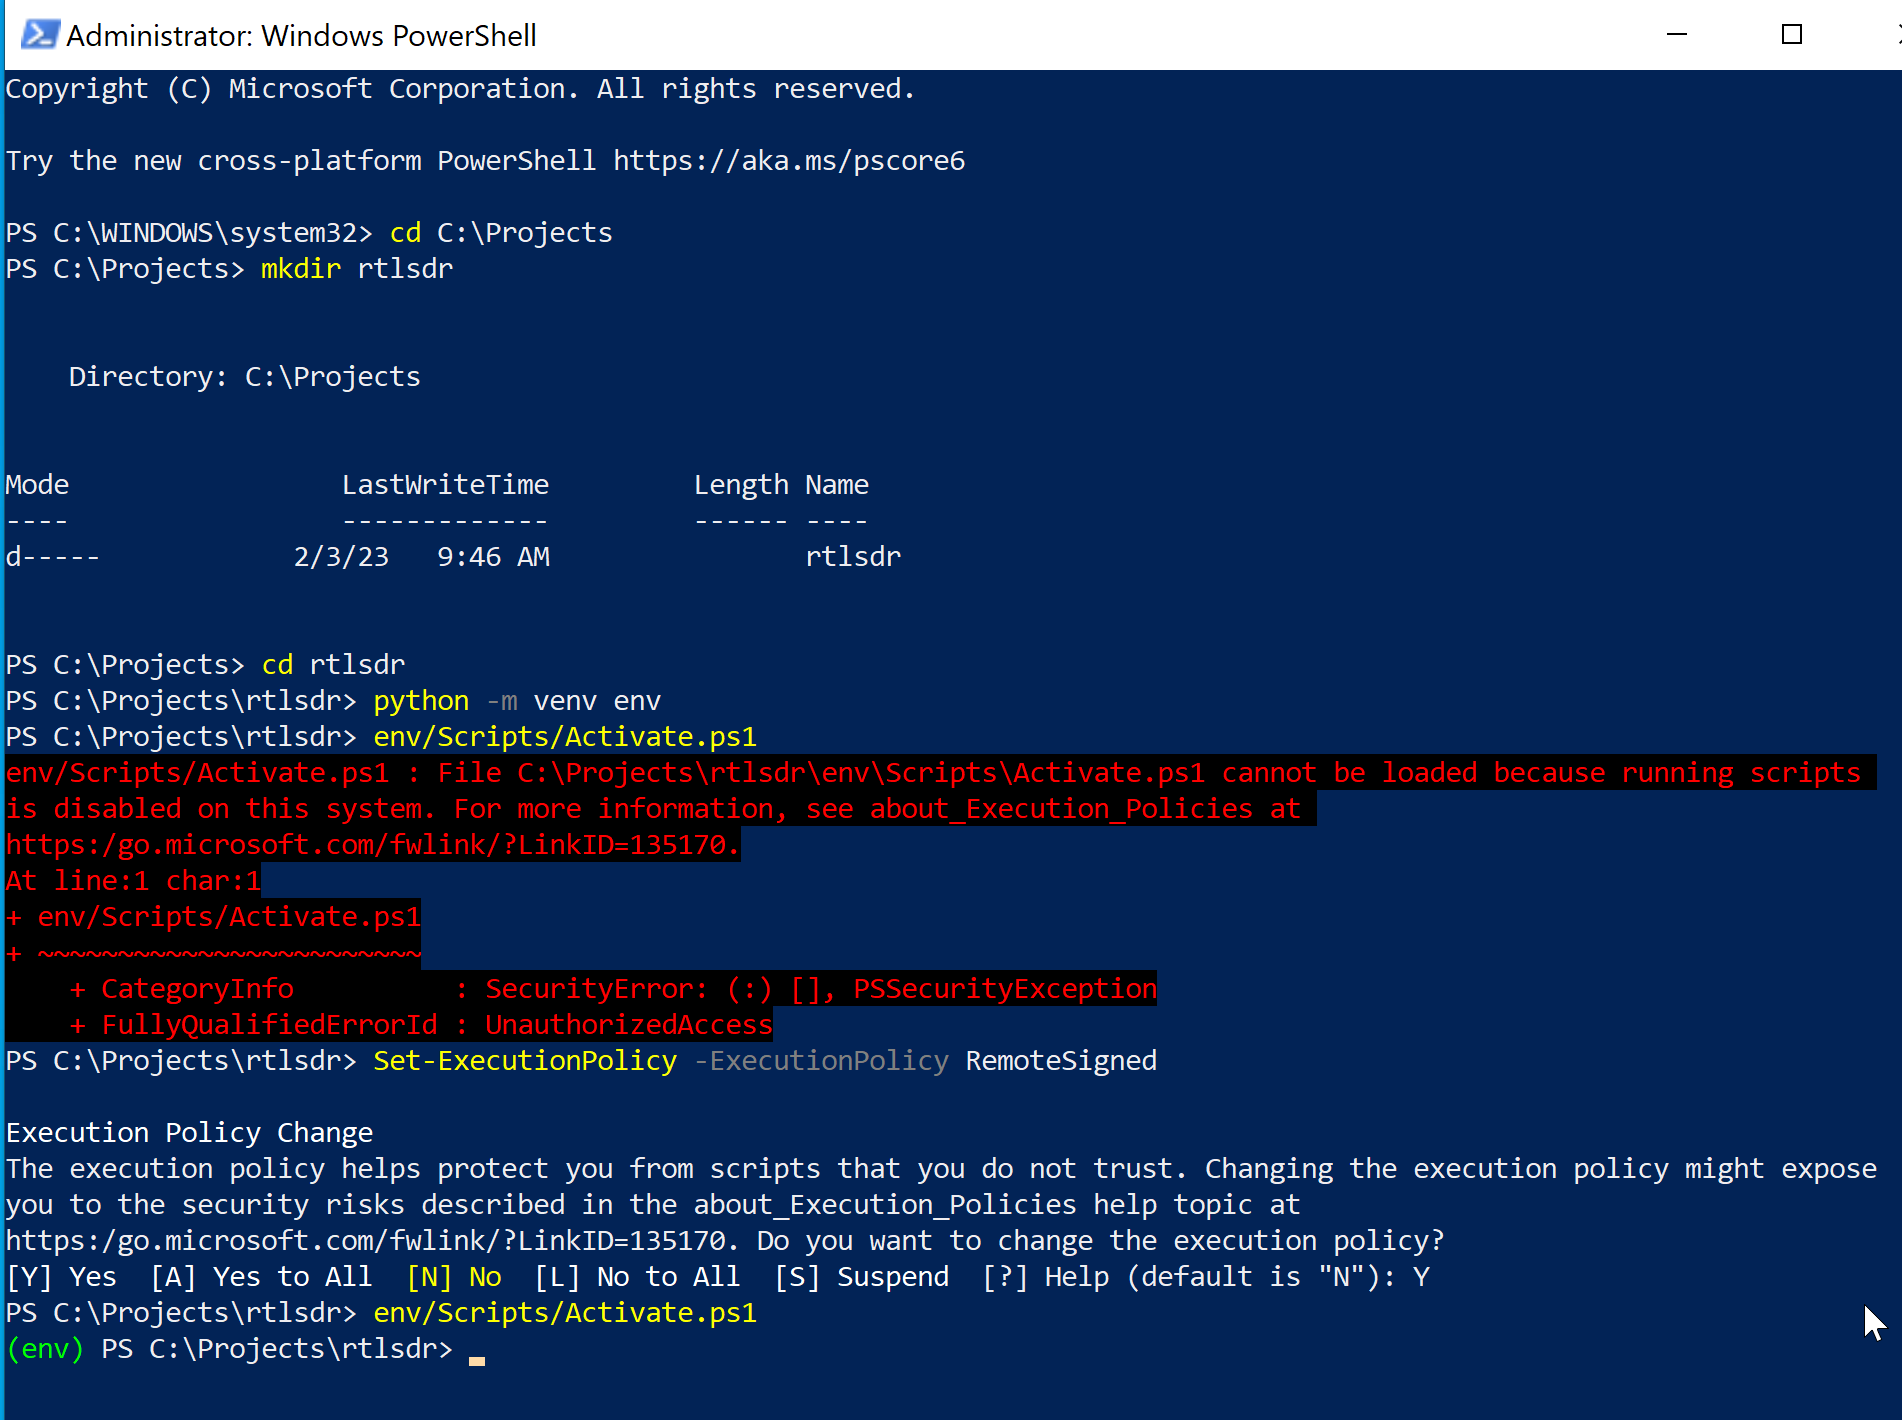 Administrator: Windows PowerShell
Copyright (C) Microsoft Corporation. All rights reserved.
Try the new cross-platform PowerShell https://aka.ms/pscore6
PS C:\WINDOWS\system32> cd C:\Projects
PS C:\Projects> mkdir rtlsdr
    Directory: C:\Projects
Mode                 LastWriteTime         Length Name
----                 -------------         ------ ----
d-----            2/3/23   9:46 AM                rtlsdr
PS C:\Projects> cd rtlsdr
PS C:\Projects\rtlsdr> python -m venv env
PS C:\Projects\rtlsdr> env/Scripts/Activate.ps1
env/Scripts/Activate.ps1 : File C:\Projects\rtlsdr\env\Scripts\Activate.ps1 cannot be loaded because running scripts
is disabled on this system. For more information, see about_Execution_Policies at
https:/go.microsoft.com/fwlink/?LinkID=135170.
At line:1 char:1
+ env/Scripts/Activate.ps1
+ ~~~~~~~~~~~~~~~~~~~~~~~~
    + CategoryInfo          : SecurityError: (:) [], PSSecurityException
    + FullyQualifiedErrorId : UnauthorizedAccess
PS C:\Projects\rtlsdr> Set-ExecutionPolicy -ExecutionPolicy RemoteSigned
Execution Policy Change
The execution policy helps protect you from scripts that you do not trust. Changing the execution policy might expose
you to the security risks described in the about_Execution_Policies help topic at
https:/go.microsoft.com/fwlink/?LinkID=135170. Do you want to change the execution policy?
[Y] Yes  [A] Yes to All  [N] No  [L] No to All  [S] Suspend  [?] Help (default is "N"): Y
PS C:\Projects\rtlsdr> env/Scripts/Activate.ps1
(env) PS C:\Projects\rtlsdr>